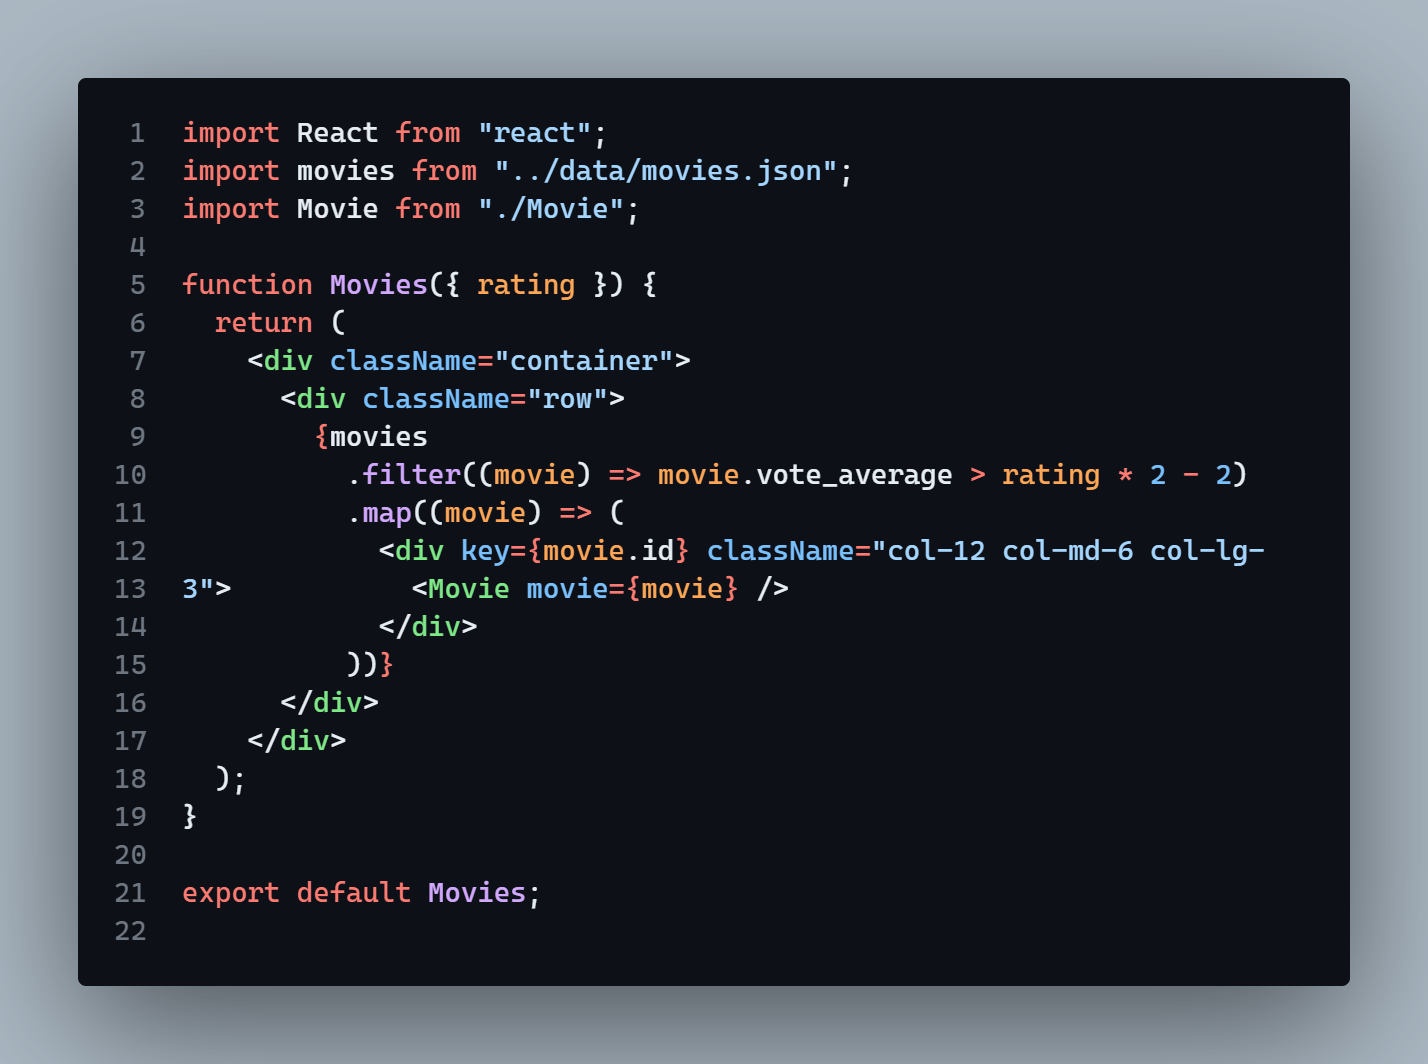 1 import React from "react";
2 import movies from "../data/movies.json";
3 import Movie from "./Movie";
4
5 function Movies({ rating }) {
6   return (
7     <div className="container">
8       <div className="row">
9         {movies
10           .filter((movie) => movie.vote_average > rating * 2 - 2)
11           .map((movie) => (
12             <div key={movie.id} className="col-12 col-md-6 col-lg-
13 3">           <Movie movie={movie} />
14             </div>
15           ))}
16       </div>
17     </div>
18   );
19 }
20
21 export default Movies;
22